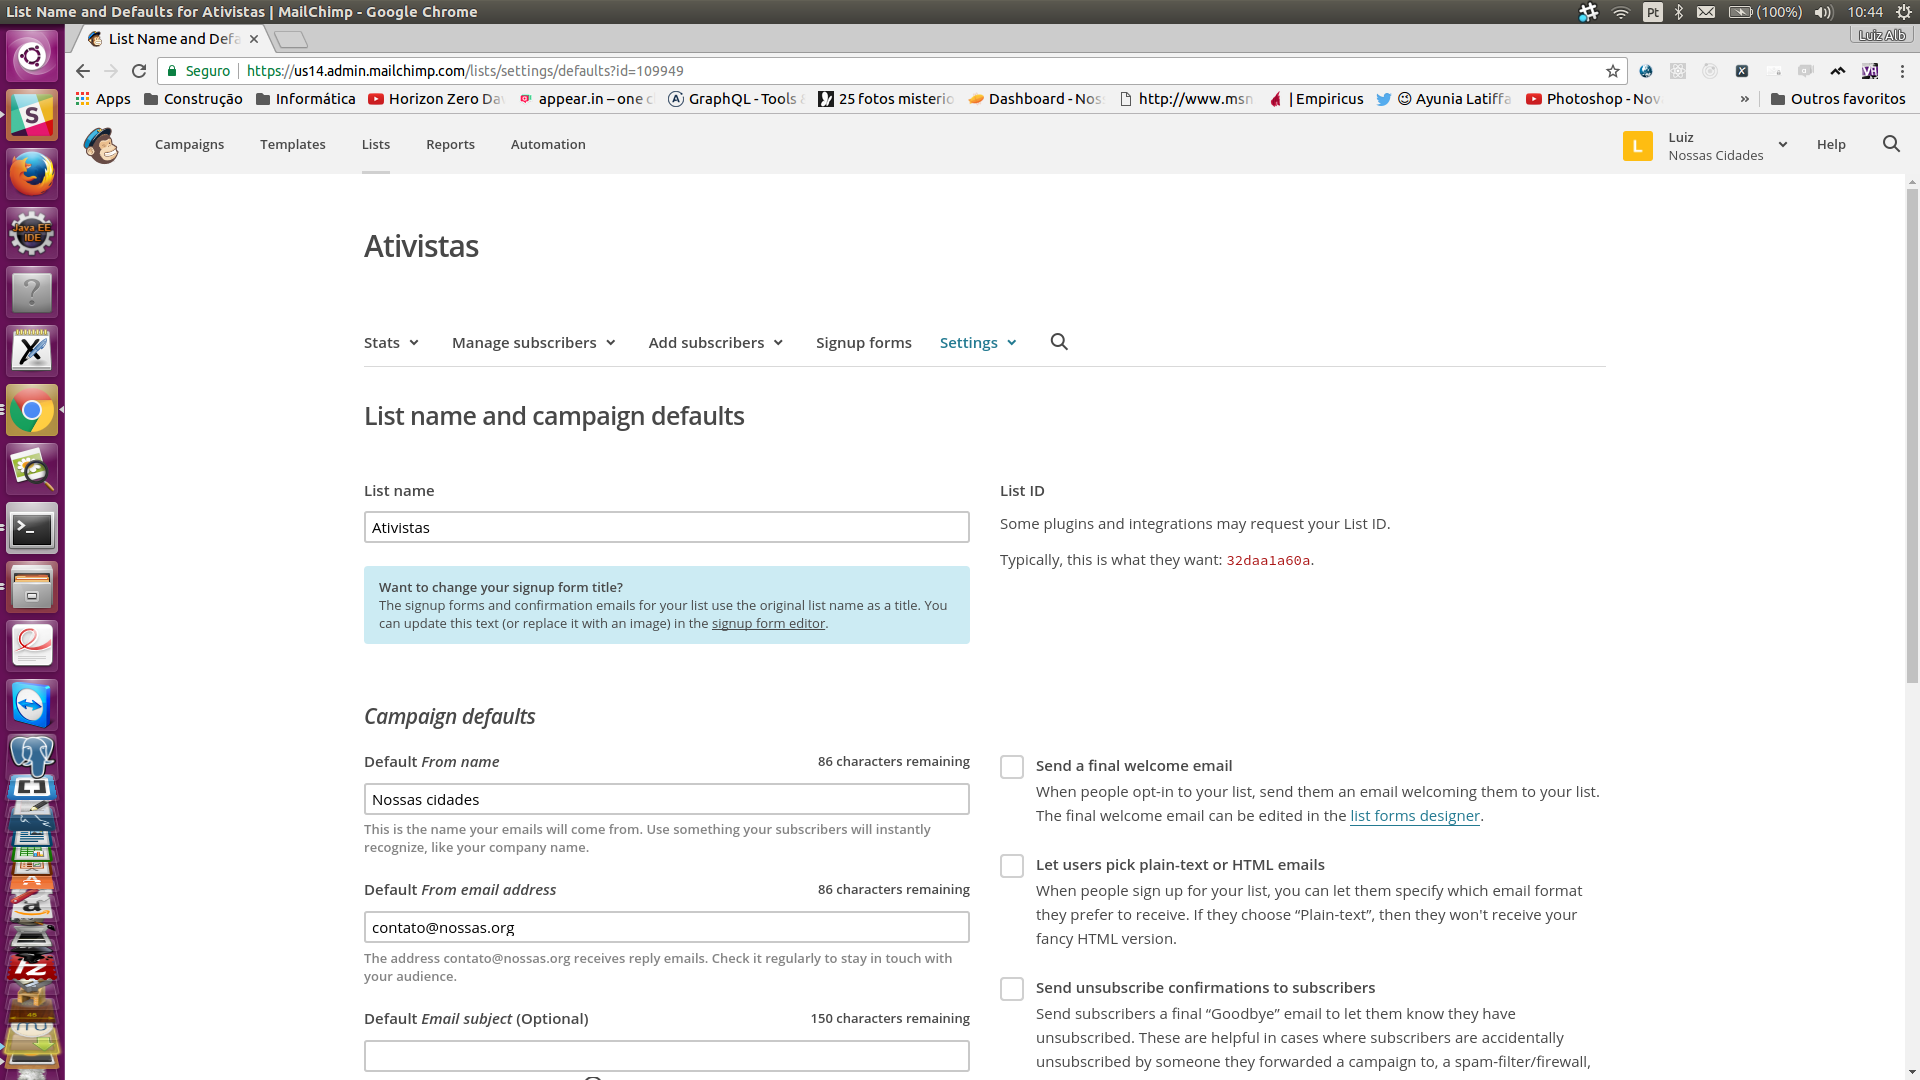 List Name and Defaults for Ativistas | MailChimp - Google Chrome
Pt
(100%)
10:44
List Name and Defa
Luiz Alb
Seguro
https://us14.admin.mailchimp.com/lists/settings/defaults?id=109949
Apps
Construção
Informática
Horizon Zero Da
appear.in – one c
GraphQL - Tools
25 fotos misterio
Dashboard - Nos
http://www.msn
| Empiricus
Ayunia Latiffa
Photoshop - Nov
»
Outros favoritos
Campaigns
Templates
Lists
Reports
Automation
L
Luiz
Nossas Cidades
Help
Java EE
IDE
Ativistas
Stats
Manage subscribers
Add subscribers
Signup forms
Settings
List name and campaign defaults
List name
Ativistas
Want to change your signup form title?
The signup forms and confirmation emails for your list use the original list name as a title. You
can update this text (or replace it with an image) in the signup form editor.
List ID
Some plugins and integrations may request your List ID.
Typically, this is what they want: 32daa1a60a.
Campaign defaults
Default From name
86 characters remaining
Nossas cidades
This is the name your emails will come from. Use something your subscribers will instantly
recognize, like your company name.
Default From email address
86 characters remaining
contato@nossas.org
The address contato@nossas.org receives reply emails. Check it regularly to stay in touch with
your audience.
Default Email subject (Optional)
150 characters remaining
Send a final welcome email
When people opt-in to your list, send them an email welcoming them to your list.
The final welcome email can be edited in the list forms designer.
Let users pick plain-text or HTML emails
When people sign up for your list, you can let them specify which email format
they prefer to receive. If they choose “Plain-text”, then they won't receive your
fancy HTML version.
Send unsubscribe confirmations to subscribers
Send subscribers a final “Goodbye” email to let them know they have
unsubscribed. These are helpful in cases where subscribers are accidentally
unsubscribed by someone they forwarded a campaign to, a spam-filter/firewall,